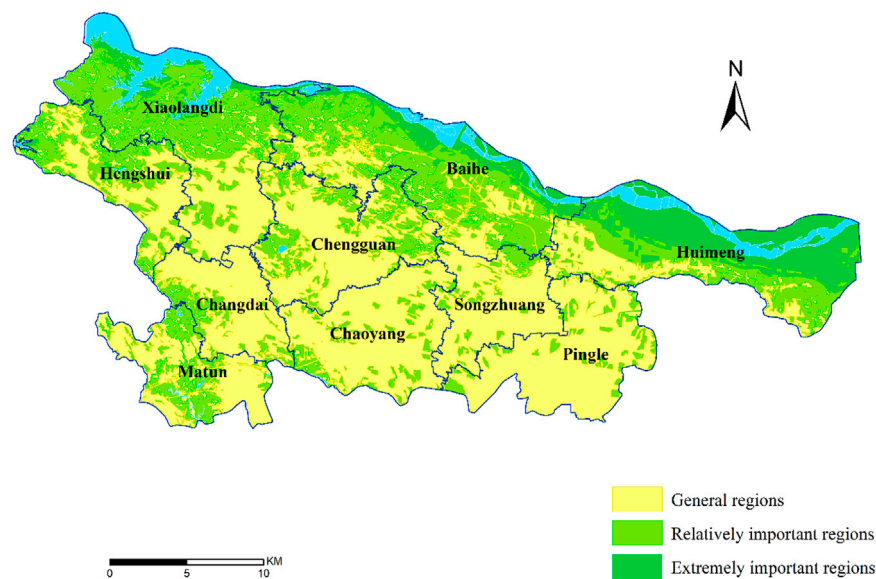 N
Xiaolangdi
Baihe
Hengshui
Chengguan
Huimeng
Changdai
Songzhuang
Chaoyang
Pingle
Matun
General regions
Relatively important regions
Extremely important regions
KM
0 5 10